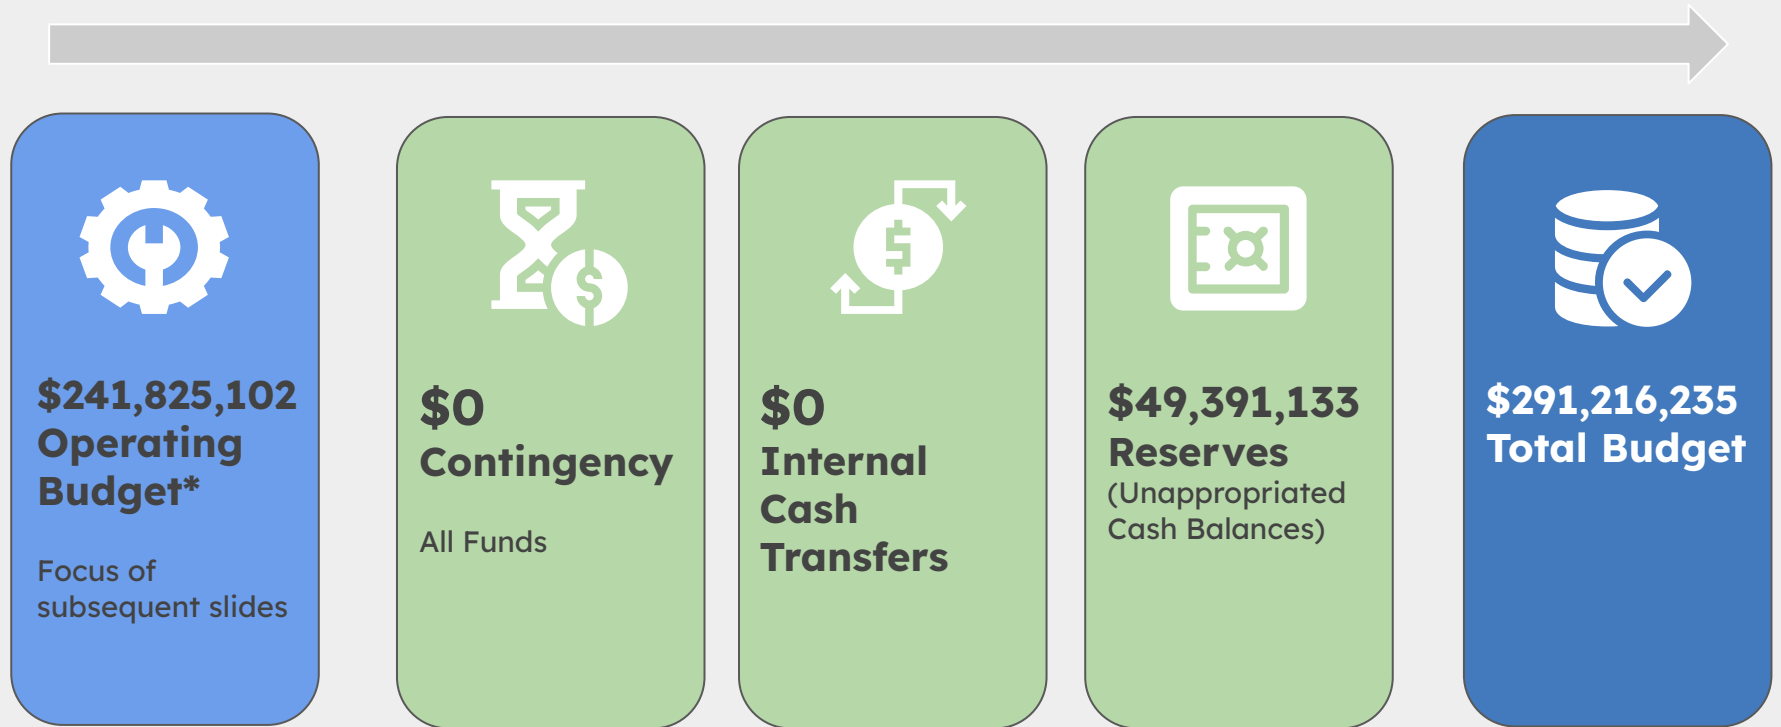 $241,825,102
Operating
Budget*
Focus of
subsequent slides
$0
Contingency
All Funds
$0
Internal
Cash
Transfers
$49,391,133
Reserves
(Unappropriated
Cash Balances)
$291,216,235
Total Budget